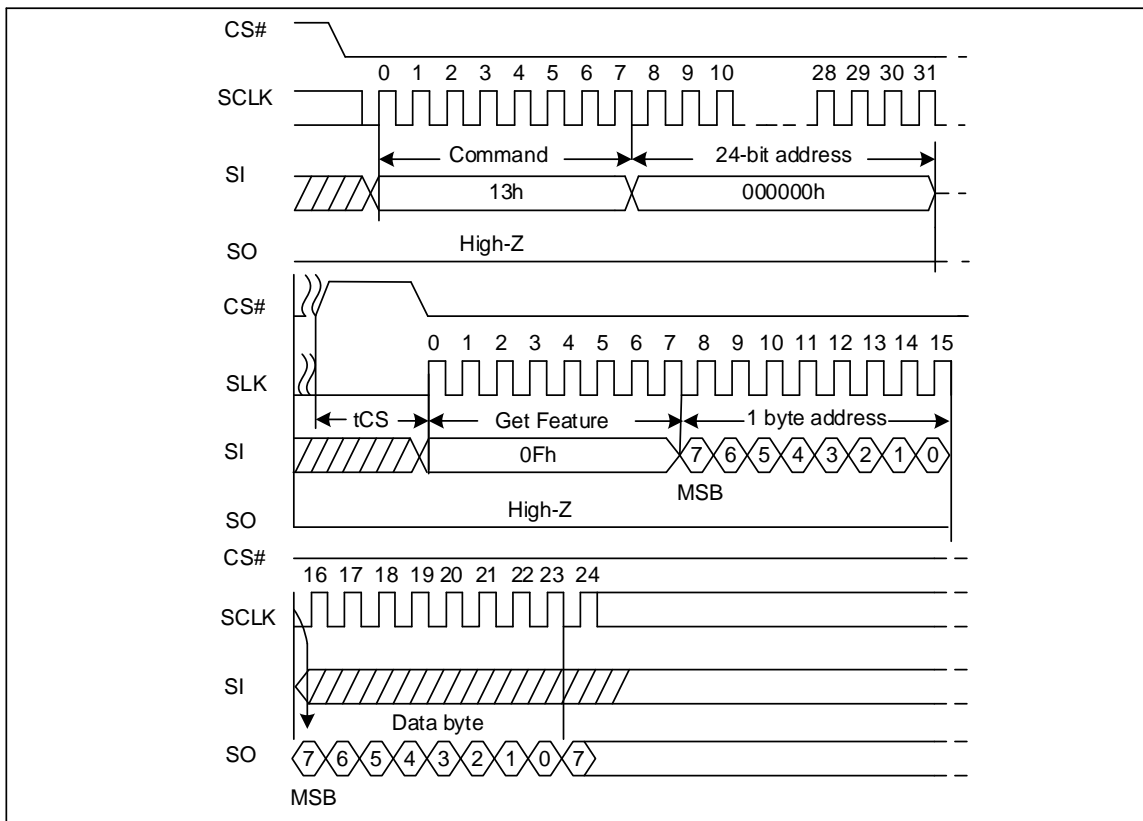 CS#
0 1 2 3 4 5 6 7 8 9 10 28 29 30 31
SCLK
Command 24-bit address
SI
13h 000000h
SO High-Z
CS#
0 1 2 3 4 5 6 7 8 9 10 11 12 13 14 15
SLK
tCS Get Feature 1 byte address
SI 0Fh 7 6 5 4 3 2 1 0
MSB
SO High-Z
CS#
16 17 18 19 20 21 22 23 24
SCLK
SI
Data byte
SO 7 6 5 4 3 2 1 0 7
MSB